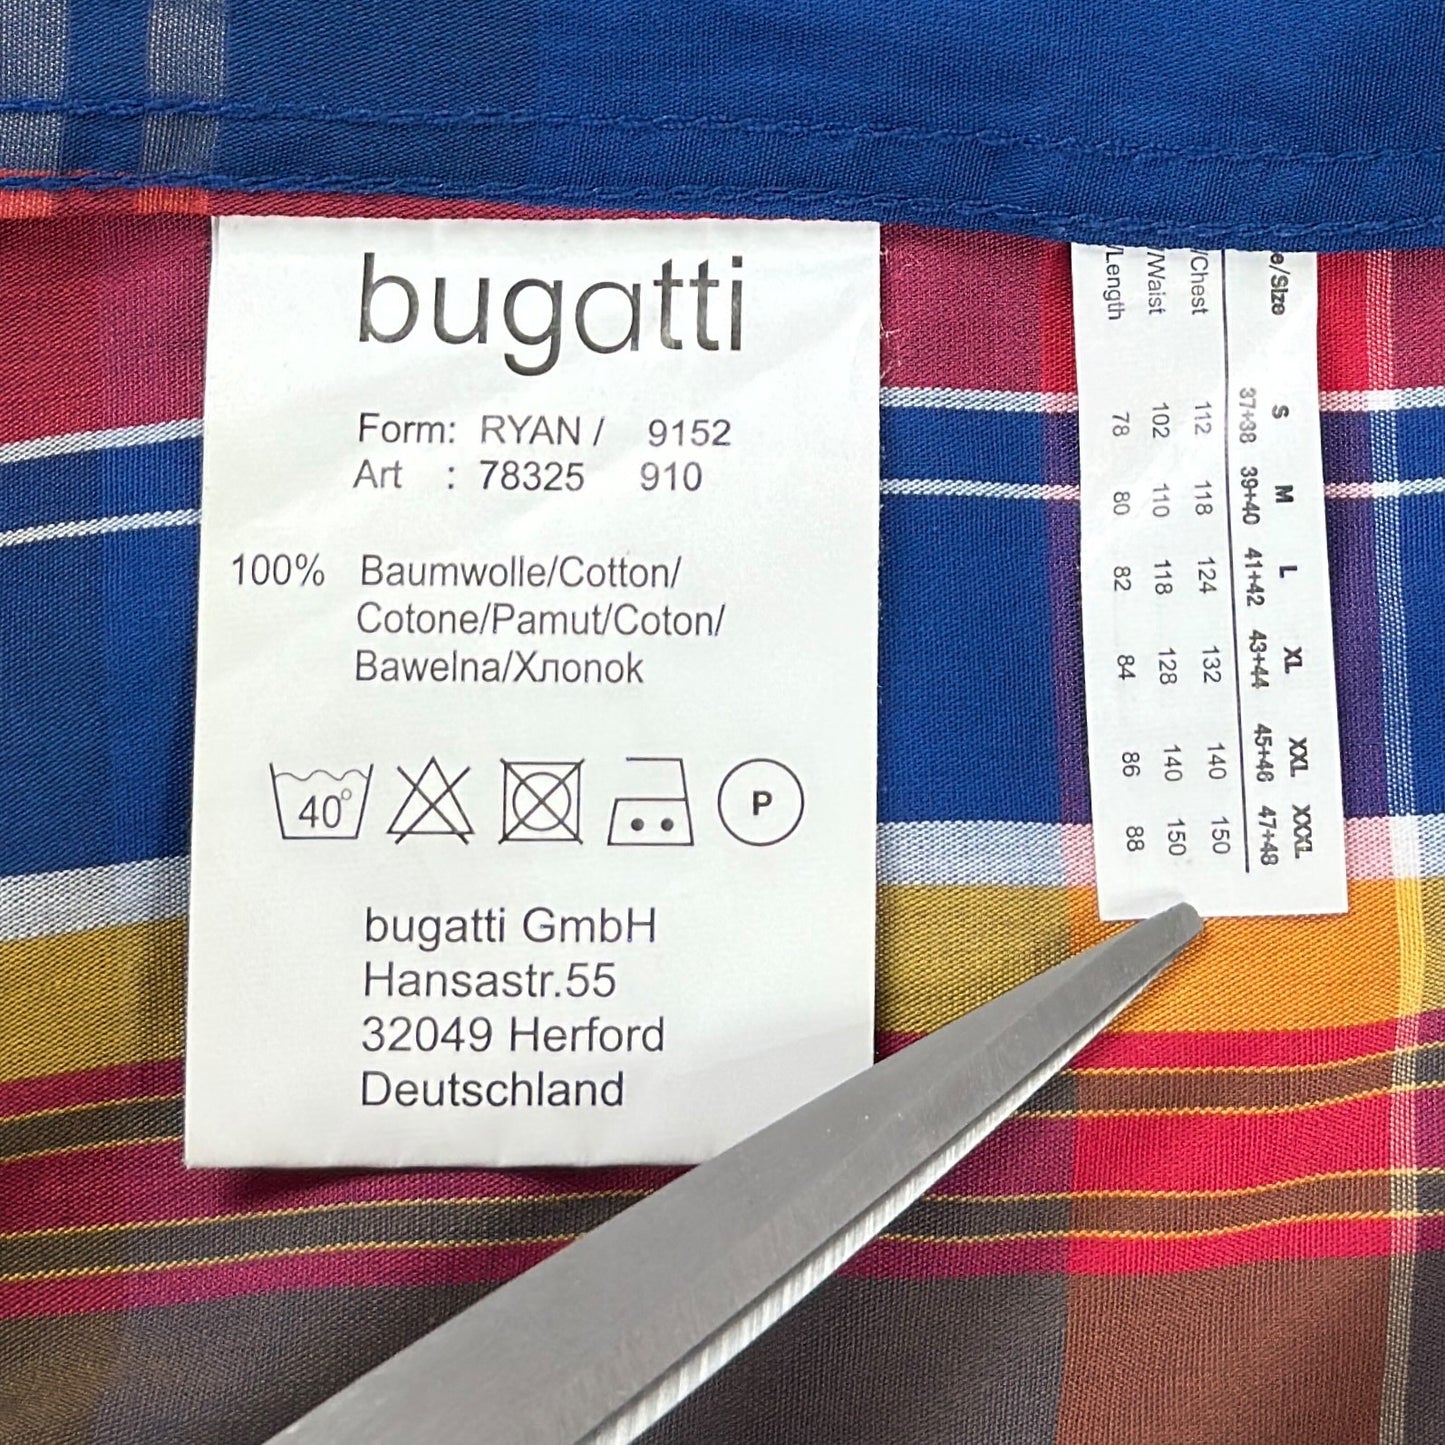 bugatti
Form: RYAN / 9152
Art : 78325 910
100% Baumwolle/Cotton/
Cotone/Pamut/Coton/
Bawelna/Хлопок
40°
P
bugatti GmbH
Hansastr.55
32049 Herford
Deutschland
e/Size S M L XL XXL XXXL
37+38 39+40 41+42 43+44 45+46 47+48
/Chest 112 118 124 132 140 150
/Waist 102 110 118 128 140 150
/Length 78 80 82 84 86 88